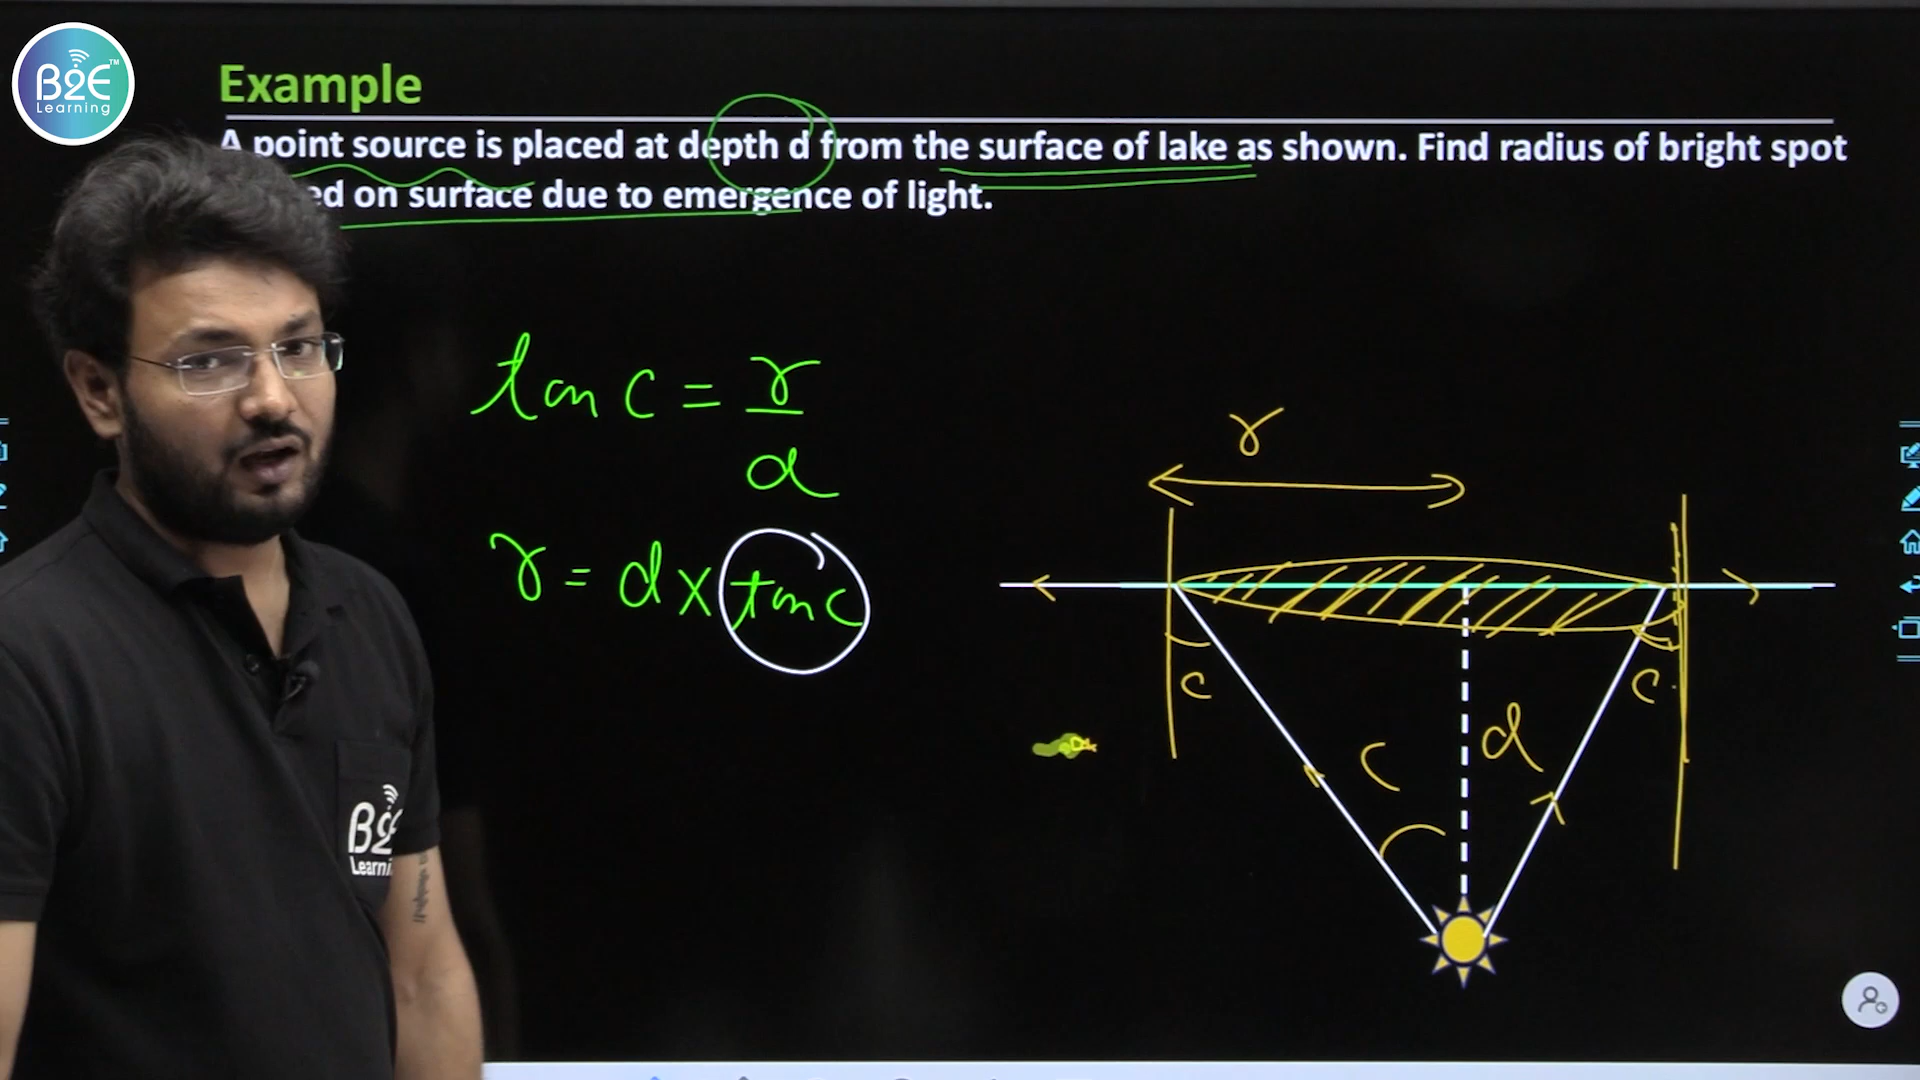 B2E TM
Learning
Example
A point source is placed at depth d from the surface of lake as shown. Find radius of bright spot
ed on surface due to emergence of light.
tan c = r
d
r = d x tan c
r
c
c
c
d
B2E
Learni